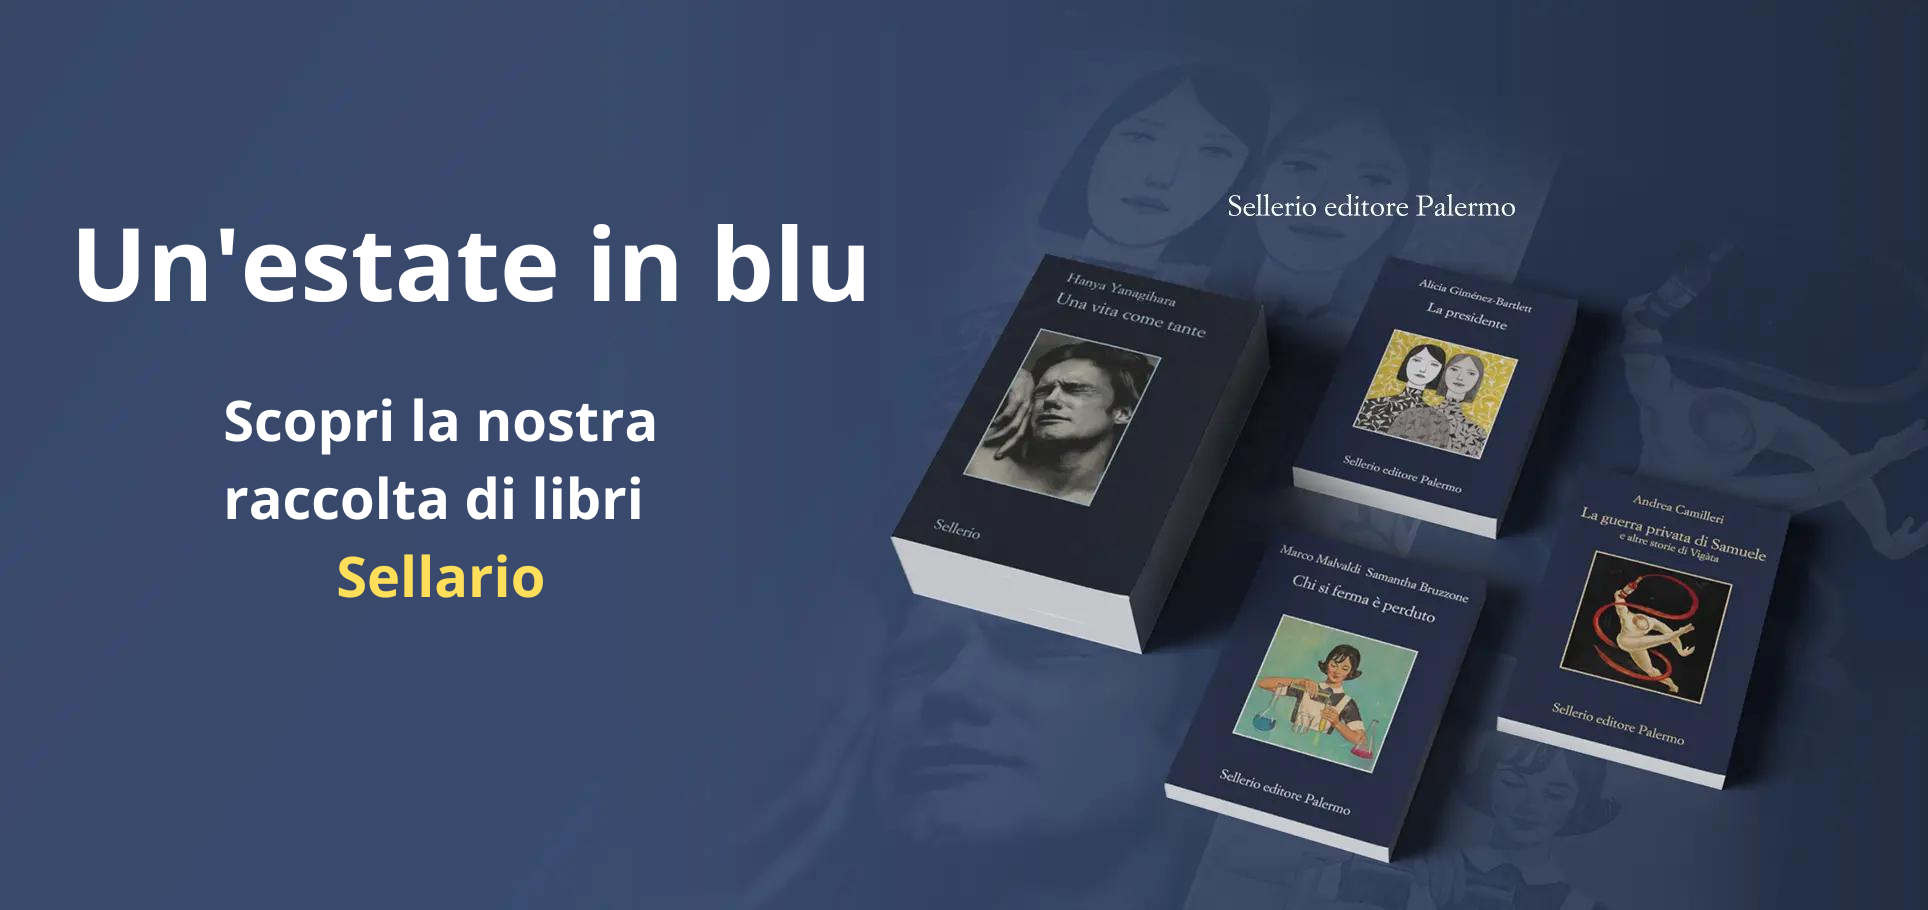 Un'estate in blu
Scopri la nostra
raccolta di libri
Sellario
Sellerio editore Palermo
Hanya Yanagihara
Una vita come tante
Sellerio
Alicia Giménez-Bartlett
La presidente
Sellerio editore Palermo
Marco Malvaldi Samantha Bruzzone
Chi si ferma è perduto
Sellerio editore Palermo
Andrea Camilleri
La guerra privata di Samuele
e altre storie di Vigàta
Sellerio editore Palermo